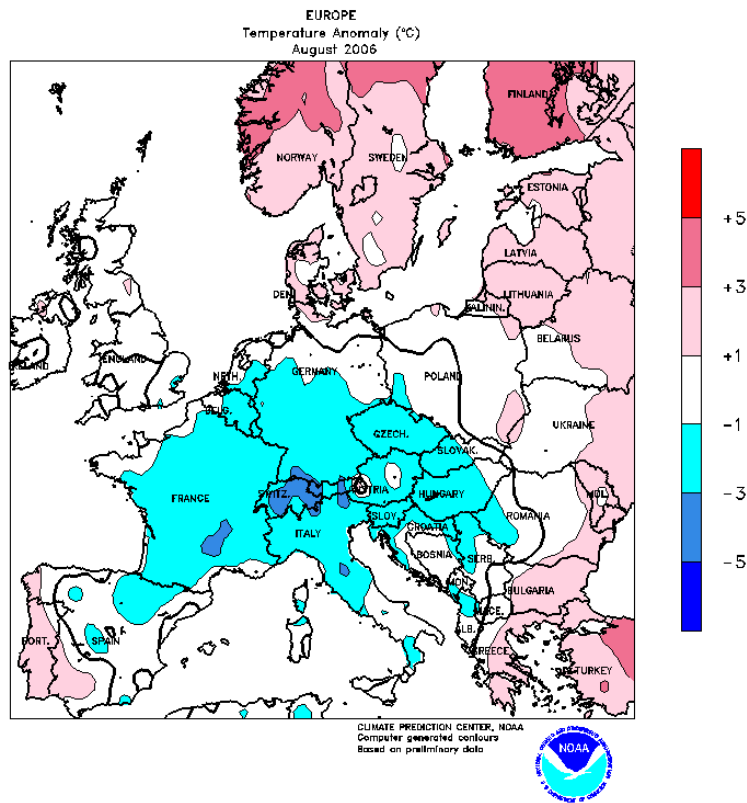 EUROPE
Temperature Anomaly (°C)
August 2006
FINLAND
NORWAY
SWEDEN
ESTONIA
LATVIA
LITHUANIA
DEN.
KALININ.
BELARUS
ENGLAND
NETH.
GERMANY
POLAND
BELG.
UKRAINE
CZECH.
SLOVAK.
FRANCE
SWITZ.
AUSTRIA
HUNGARY
MOL.
ROMANIA
SLOV.
ITALY
CROATIA
BOSNIA
SERB.
MON.
BULGARIA
MACE.
ALB.
PORT.
SPAIN
GREECE
TURKEY
+5
+3
+1
-1
-3
-5
CLIMATE PREDICTION CENTER, NOAA
Computer generated contours
Based on preliminary data
NOAA